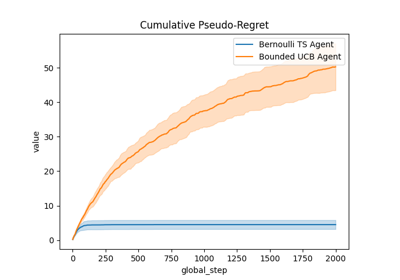 Cumulative Pseudo-Regret
Bernoulli TS Agent
Bounded UCB Agent
value
50
40
30
20
10
0
0 250 500 750 1000 1250 1500 1750 2000
global_step